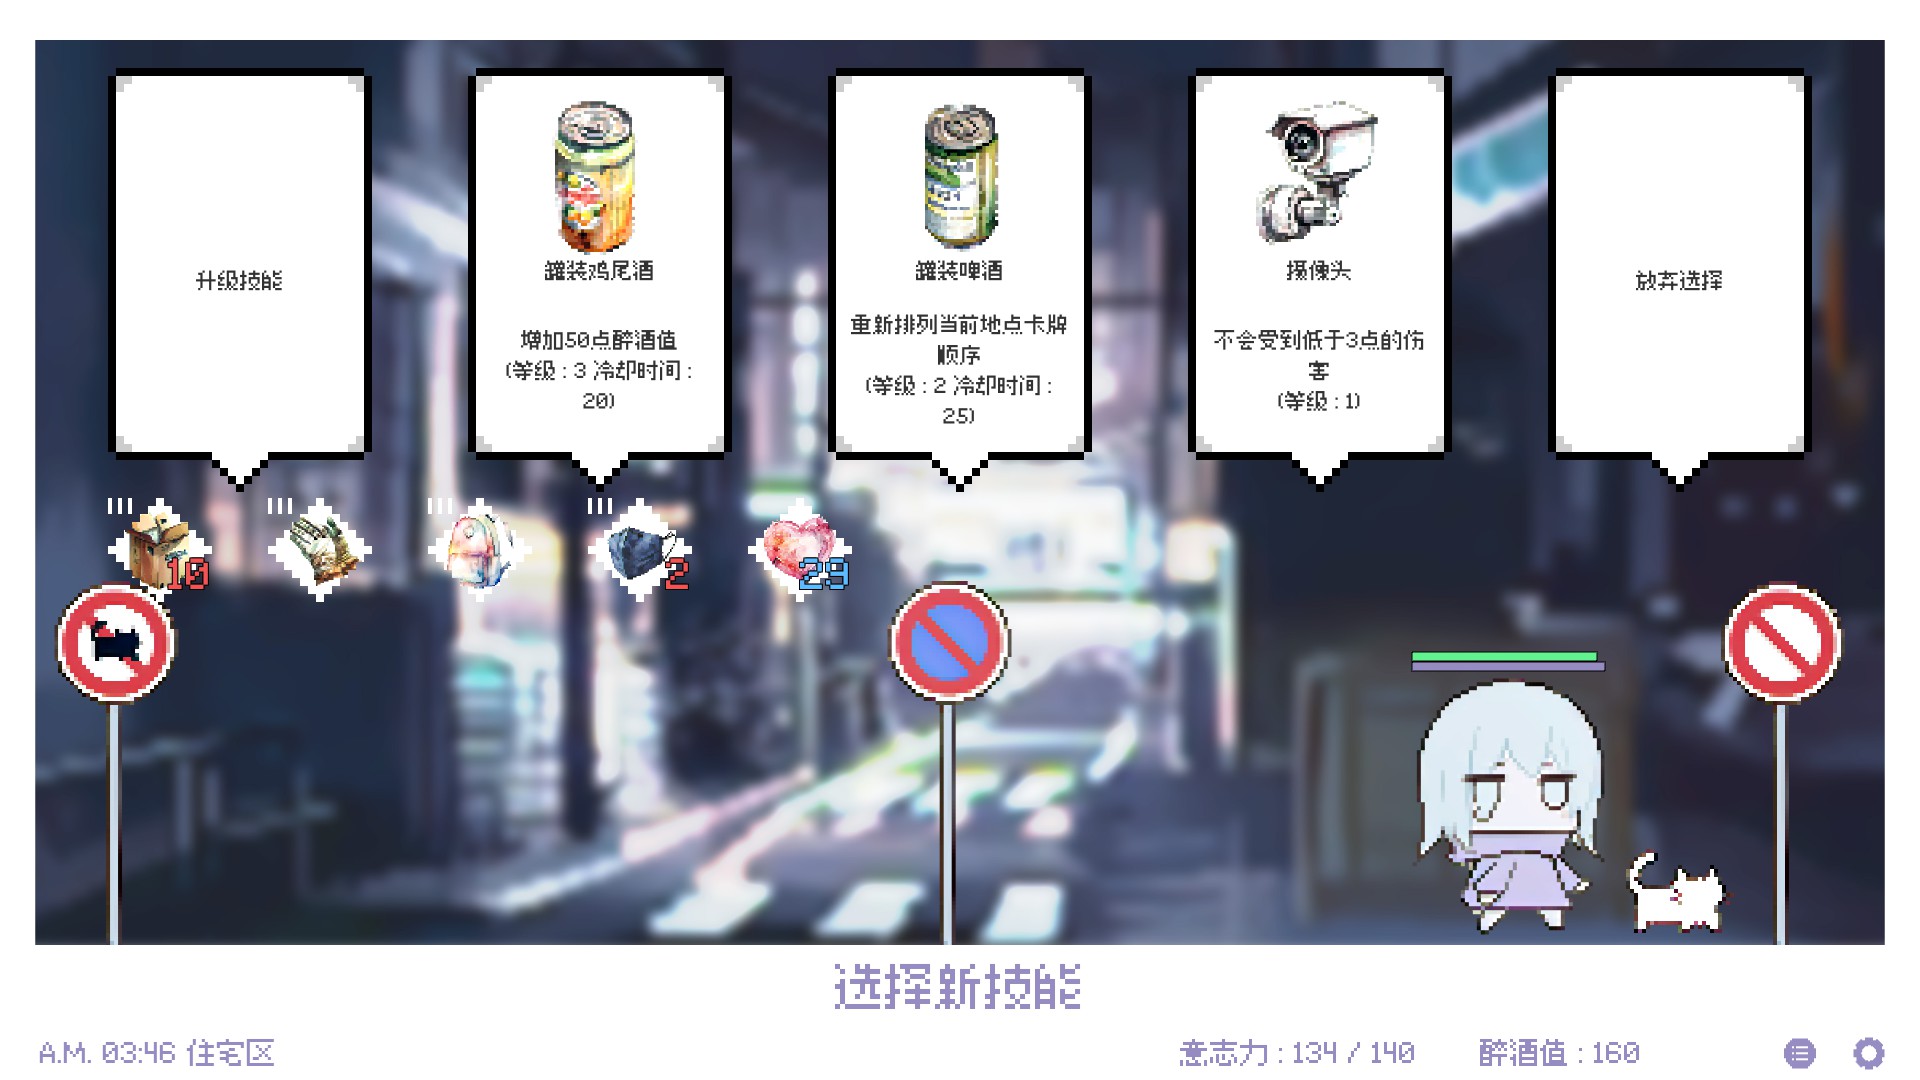 升级技能
罐装鸡尾酒
增加50点醉酒值
(等级 : 3 冷却时间 :
20)
罐装啤酒
重新排列当前地点卡牌
顺序
(等级 : 2 冷却时间 :
25)
摄像头
不会受到低于3点的伤
害
(等级 : 1)
放弃选择
10
2
29
选择新技能
A.M. 03:46 住宅区
意志力 : 134 / 140
醉酒值 : 160